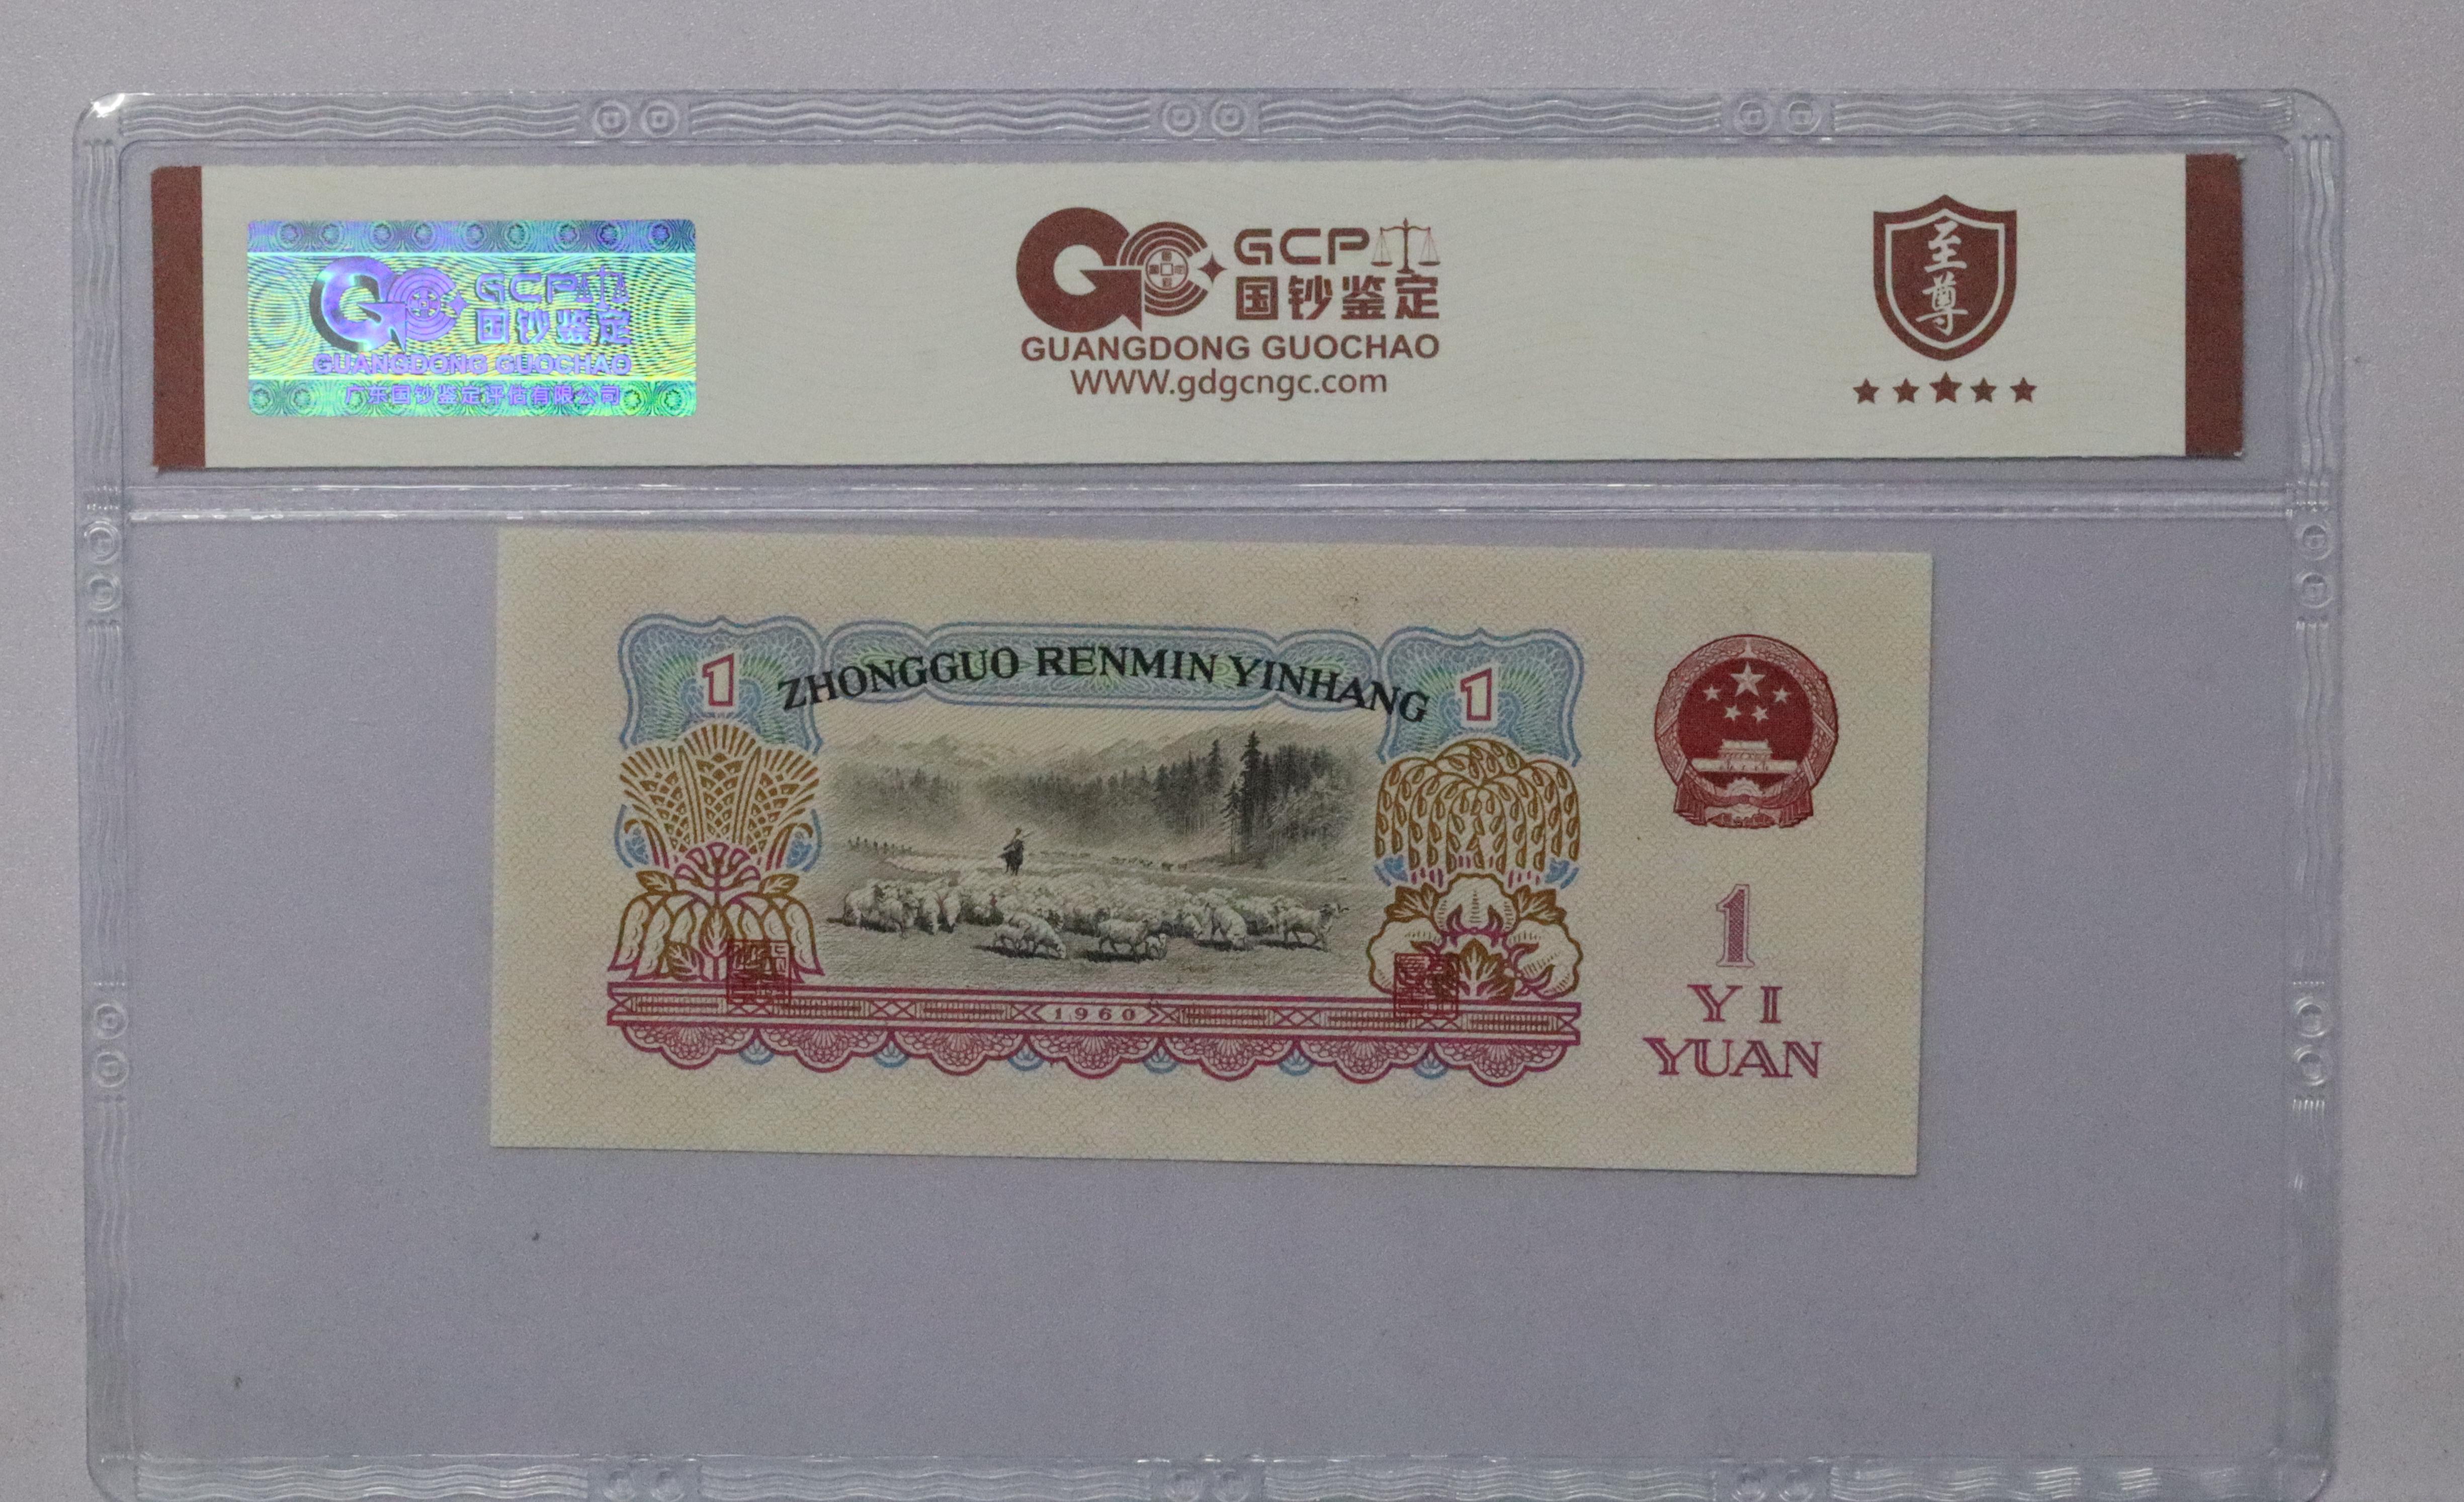 GCP
国钞鉴定
GUANGDONG GUOCHAO
广东国钞鉴定评估有限公司
GCP
国钞鉴定
GUANGDONG GUOCHAO
WWW.gdgcngc.com
至尊
1 ZHONGGUO RENMIN YINHANG 1
1960
1
YI
YUAN